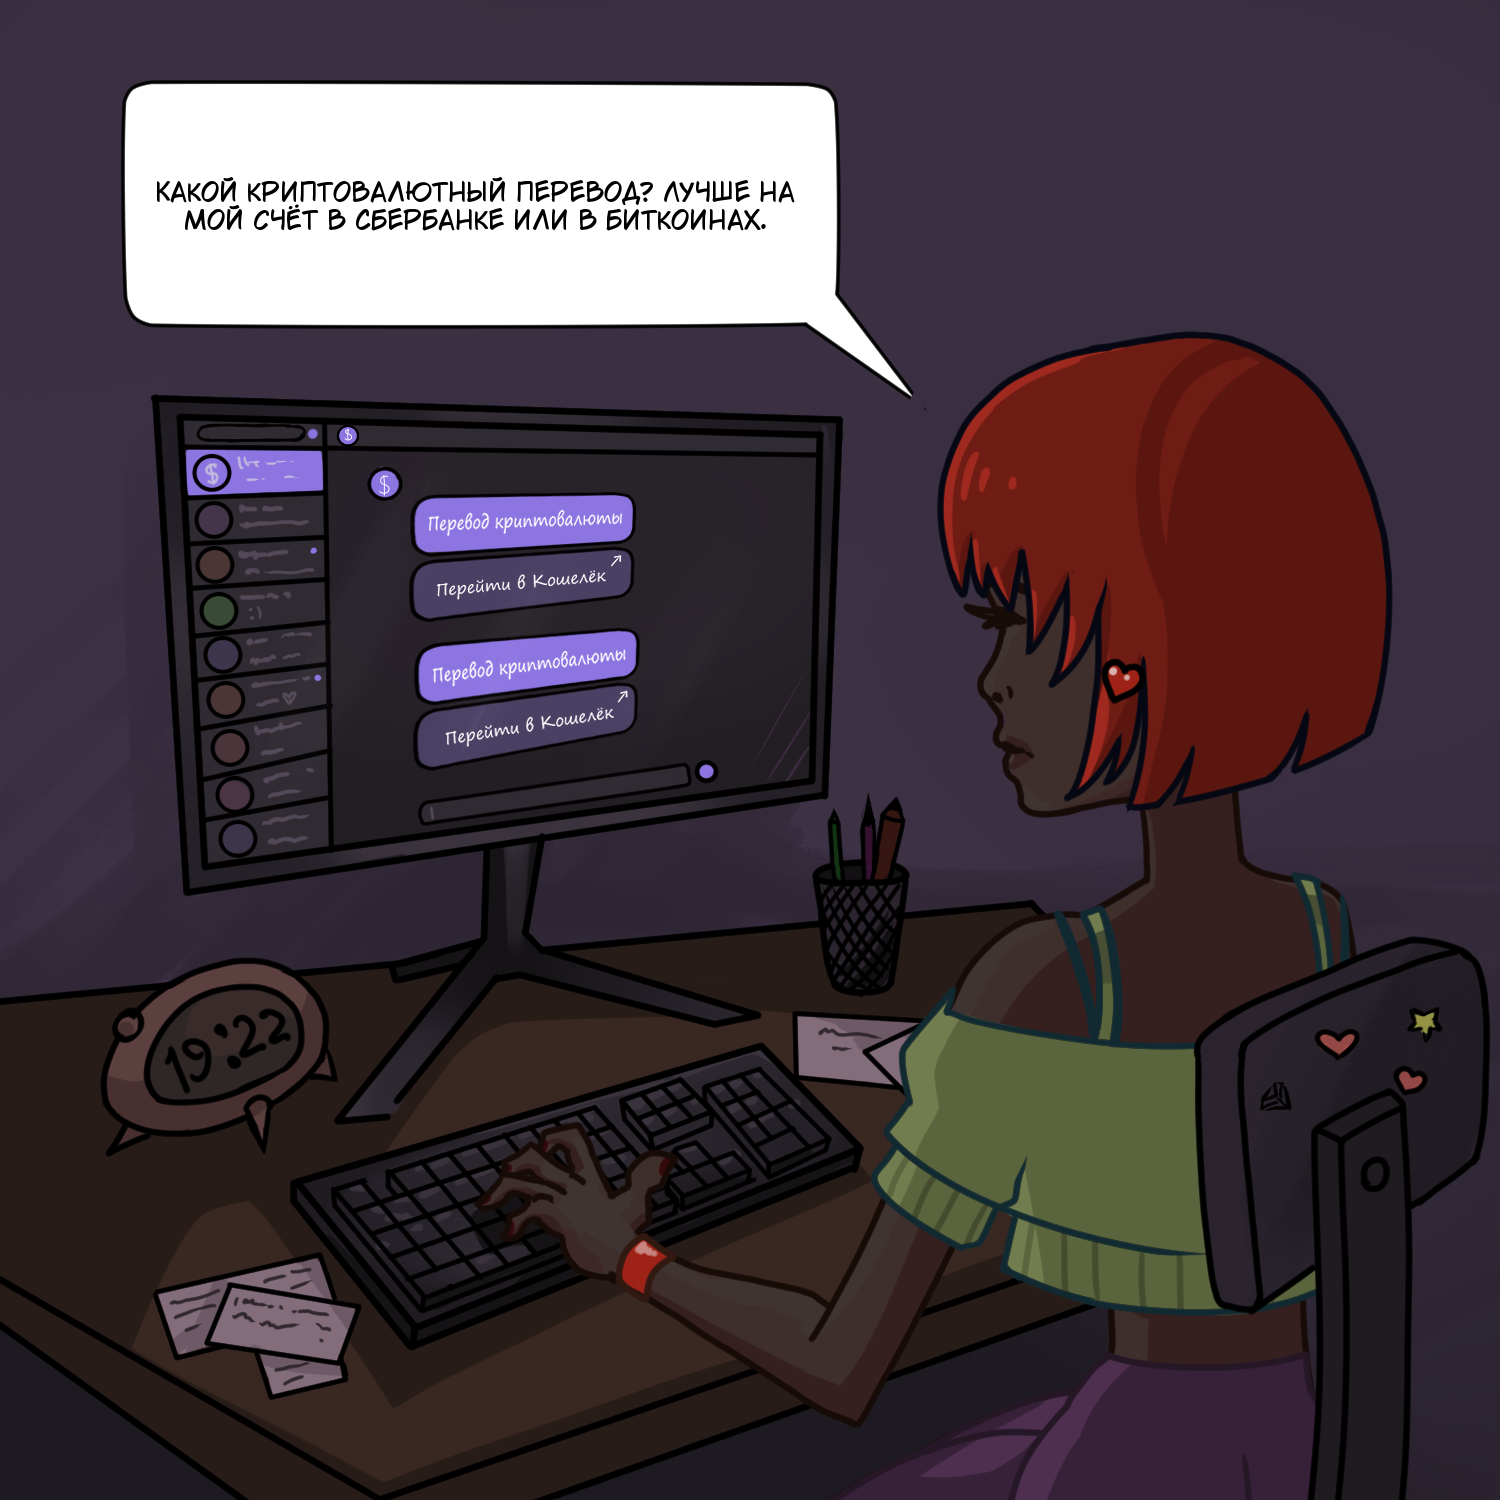 КАКОЙ КРИПТОВАЛЮТНЫЙ ПЕРЕВОД? ЛУЧШЕ НА
МОЙ СЧЁТ В СБЕРБАНКЕ ИЛИ В БИТКОИНАХ.
$
$
$
Перевод криптовалюты
Перейти в Кошелёк
:)
Перевод криптовалюты
Перейти в Кошелёк
19:22